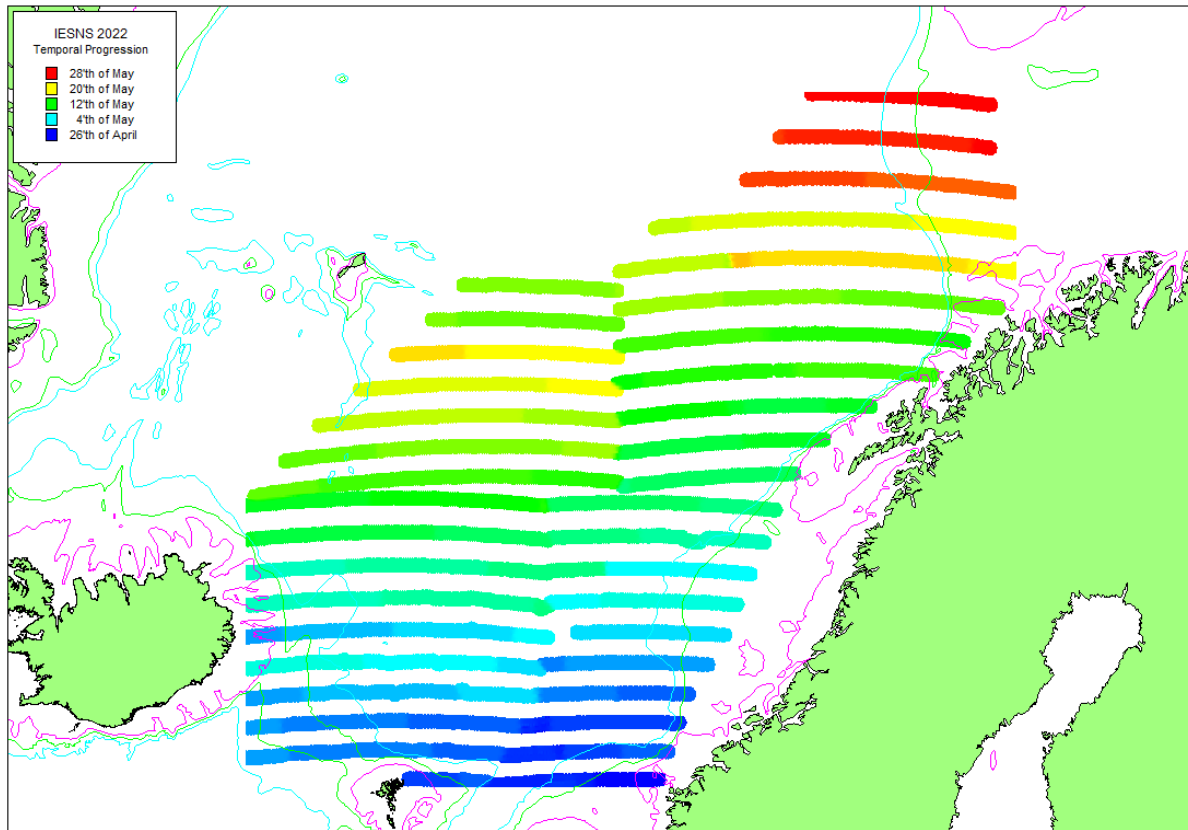 IESNS 2022
Temporal Progression
28'th of May
20'th of May
12'th of May
4'th of May
26'th of April